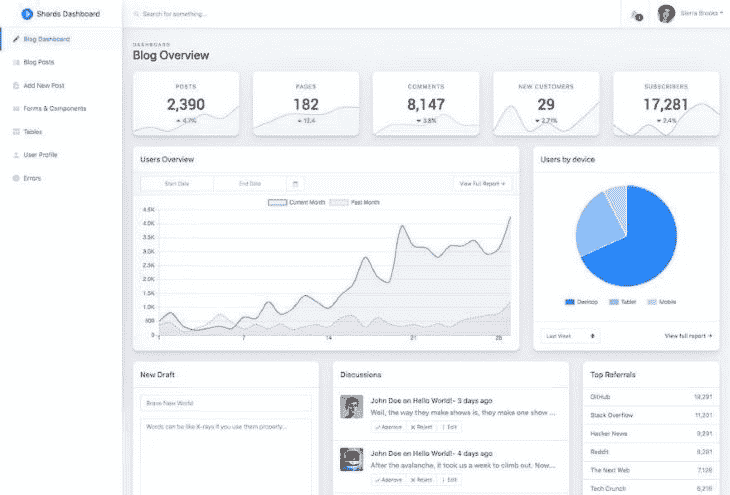 Shards Dashboard
Search for something...
1
Sierra Brooks
Blog Dashboard
Blog Posts
Add New Post
Forms & Components
Tables
User Profile
Errors
DASHBOARD
Blog Overview
POSTS
2,390
4.7%
PAGES
182
12.4
COMMENTS
8,147
3.8%
NEW CUSTOMERS
29
2.71%
SUBSCRIBERS
17,281
2.4%
Users Overview
Start Date
End Date
View Full Report →
Current Month
Past Month
4.5K
4.0K
3.5K
3.0K
2.5K
2.0K
1.5K
1.0K
500
0
1
7
14
21
28
Users by device
Desktop
Tablet
Mobile
Last Week
View full report →
New Draft
Brave New World
Words can be like X-rays if you use them properly...
Discussions
John Doe on Hello World!- 3 days ago
Well, the way they make shows is, they make one show ...
Approve
Reject
Edit
John Doe on Hello World!- 4 days ago
After the avalanche, it took us a week to climb out. Now...
Approve
Reject
Edit
Top Referrals
GitHub 19,291
Stack Overflow 11,201
Hacker News 9,291
Reddit 8,281
The Next Web 7,128
Tech Crunch 6,218